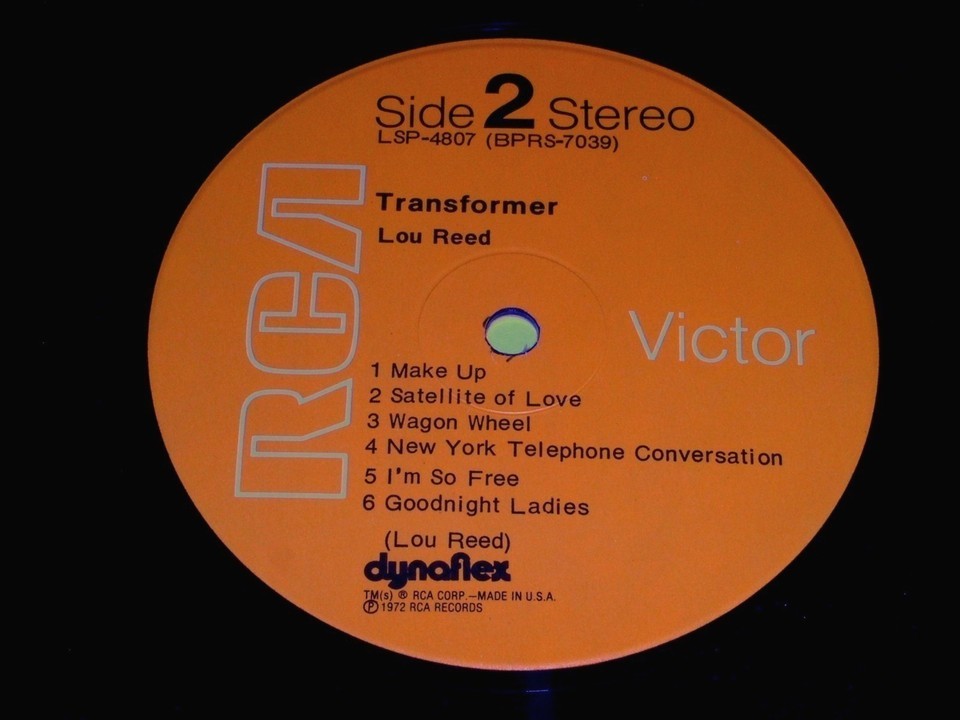 Side 2 Stereo
LSP-4807 (BPRS-7039)
RCA
Transformer
Lou Reed
Victor
1 Make Up
2 Satellite of Love
3 Wagon Wheel
4 New York Telephone Conversation
5 I'm So Free
6 Goodnight Ladies
(Lou Reed)
dynaflex
TM(s) ® RCA CORP.—MADE IN U.S.A.
℗ 1972 RCA RECORDS